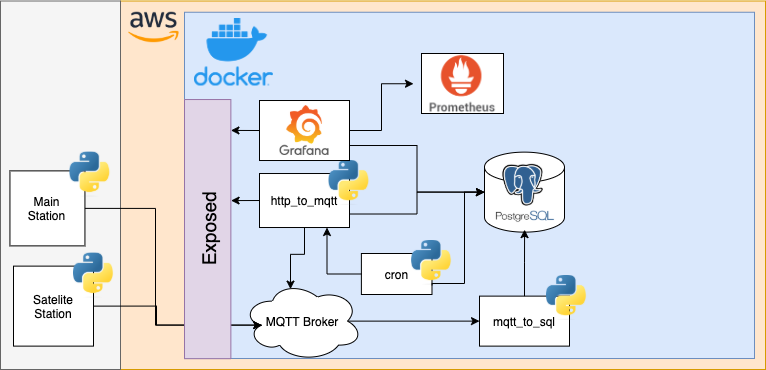 aws
docker
Prometheus
Grafana
Exposed
Main
Station
http_to_mqtt
PostgreSQL
cron
Satelite
Station
MQTT Broker
mqtt_to_sql